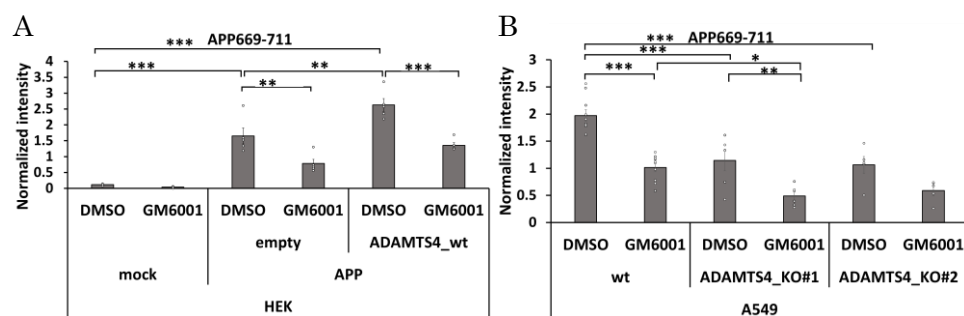 A
APP669-711
***
*** ** ***
**
Normalized intensity
4
3.5
3
2.5
2
1.5
1
0.5
0
DMSO GM6001 DMSO GM6001 DMSO GM6001
empty ADAMTS4_wt
mock APP
HEK
B
*** APP669-711
***
*** *
**
Normalized intensity
3
2.5
2
1.5
1
0.5
0
DMSO GM6001 DMSO GM6001 DMSO GM6001
wt ADAMTS4_KO#1 ADAMTS4_KO#2
A549